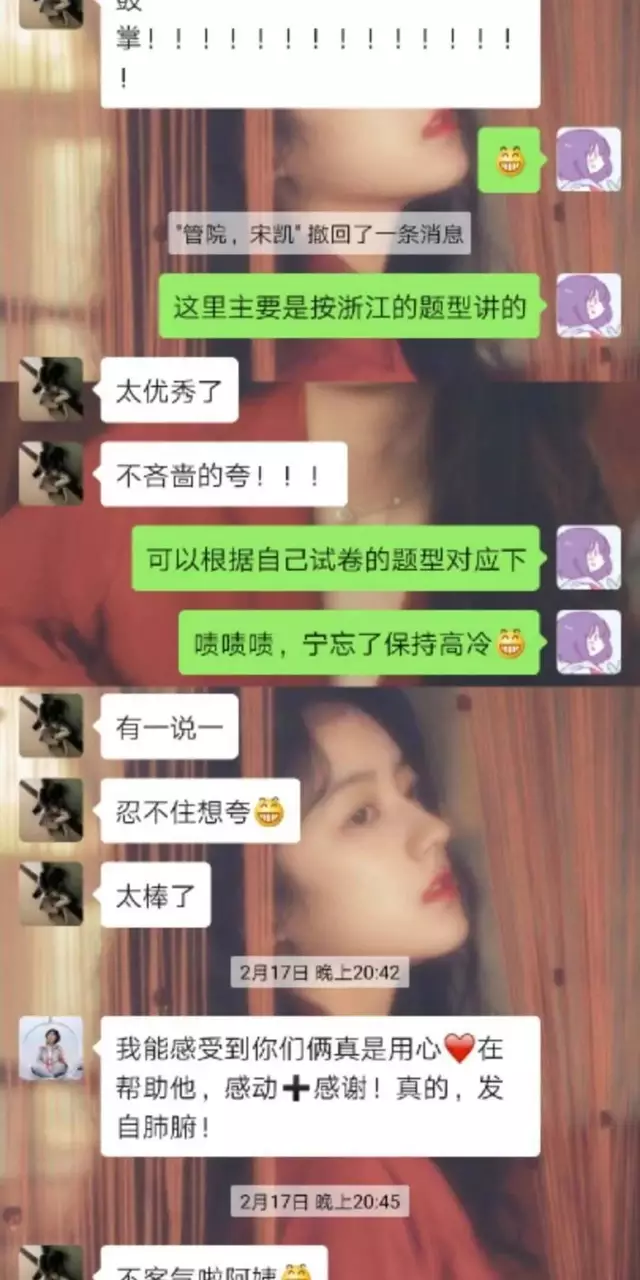 鼓
掌！！！！！！！！！！！！！！
！
"管院，宋凯" 撤回了一条消息
这里主要是按浙江的题型讲的
太优秀了
不吝啬的夸！！！
可以根据自己试卷的题型对应下
啧啧啧，宁忘了保持高冷😁
有一说一
忍不住想夸😁
太棒了
2月17日 晚上20:42
我能感受到你们俩真是用心❤️在
帮助他，感动➕感谢！真的，发
自肺腑！
2月17日 晚上20:45
不客气啦阿姨😁